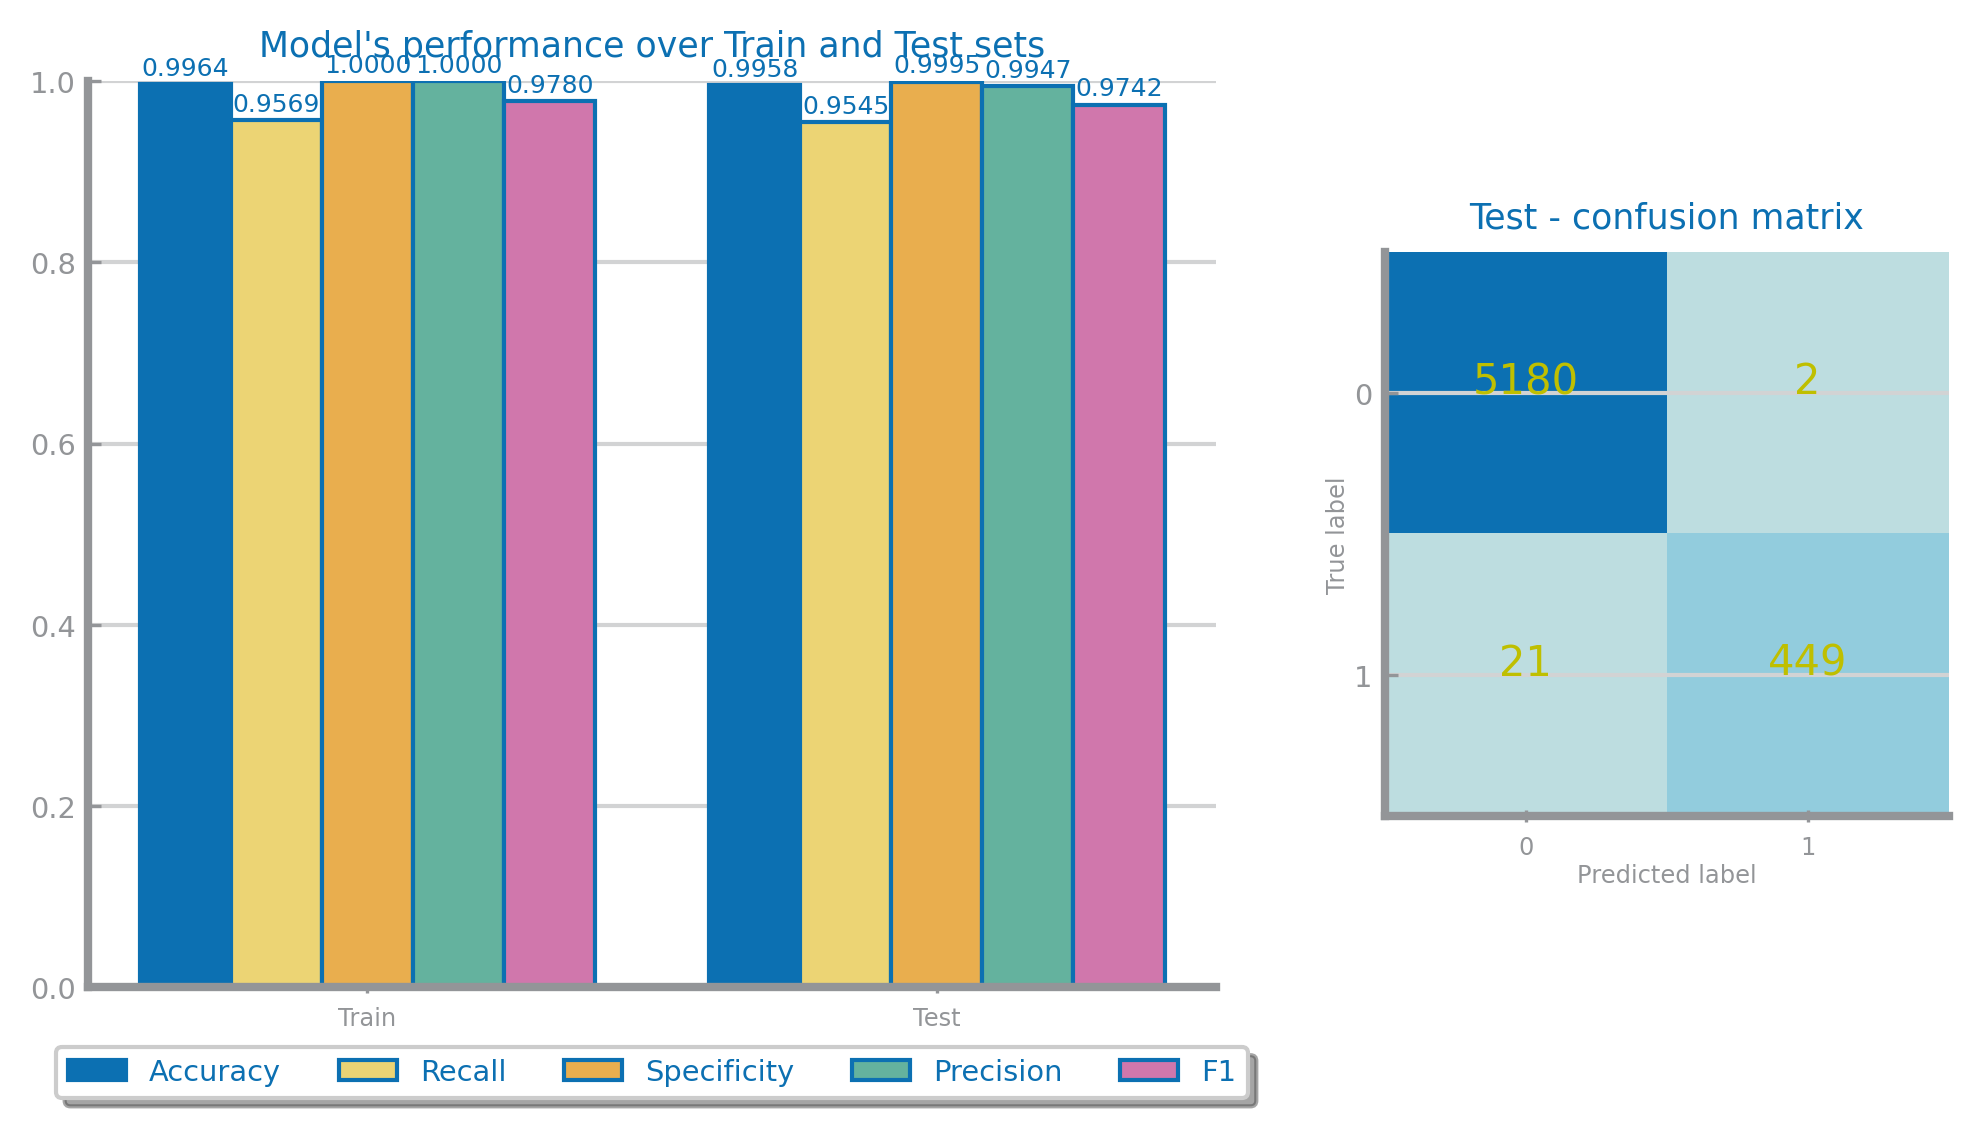 Model's performance over Train and Test sets
0.9964 0.9569 1.0000 1.0000 0.9780 0.9958 0.9545 0.9995 0.9947 0.9742
1.0
0.8
0.6
0.4
0.2
0.0
Train Test
Accuracy Recall Specificity Precision F1
Test - confusion matrix
True label
0 5180 2
1 21 449
0 1
Predicted label